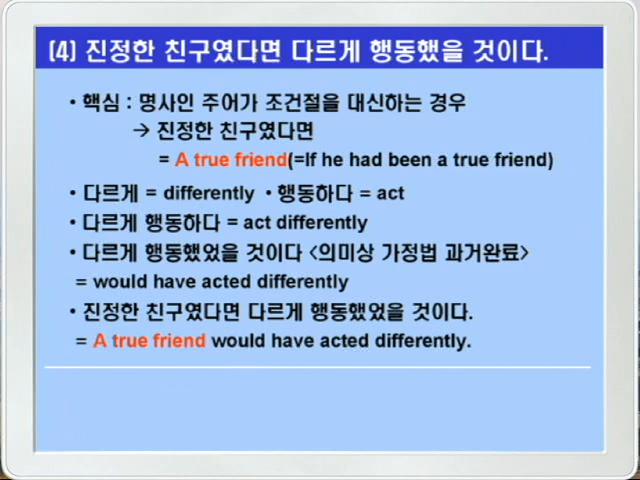 (4) 진정한 친구였다면 다르게 행동했을 것이다.
• 핵심 : 명사인 주어가 조건절을 대신하는 경우
→ 진정한 친구였다면
= A true friend(=If he had been a true friend)
• 다르게 = differently • 행동하다 = act
• 다르게 행동하다 = act differently
• 다르게 행동했었을 것이다 <의미상 가정법 과거완료>
= would have acted differently
• 진정한 친구였다면 다르게 행동했었을 것이다.
= A true friend would have acted differently.